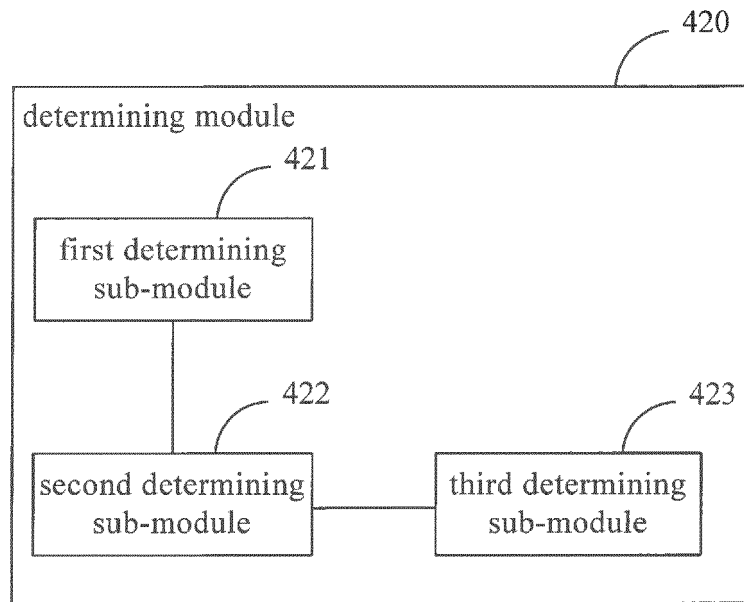 420
determining module
421
first determining
sub-module
422
423
second determining
sub-module
third determining
sub-module